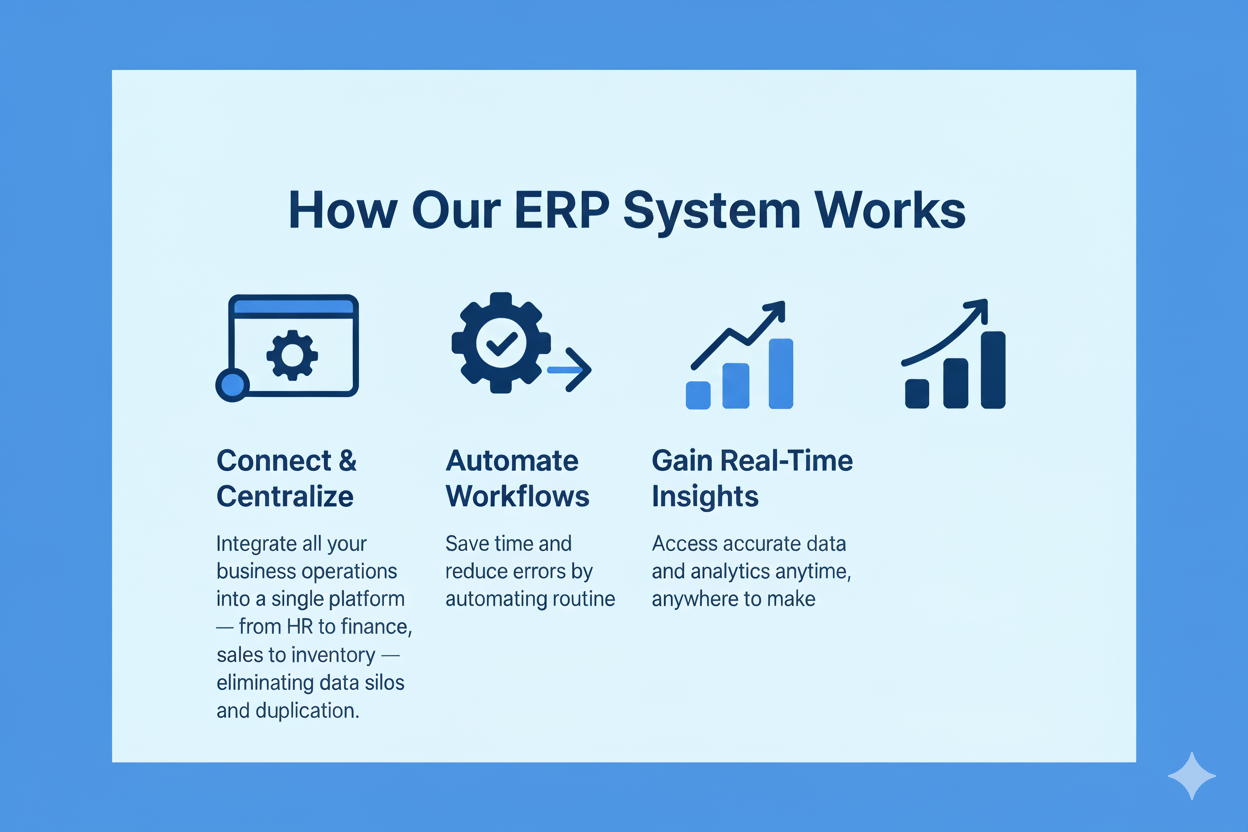 How Our ERP System Works
Connect &
Centralize
Integrate all your
business operations
into a single platform
— from HR to finance,
sales to inventory —
eliminating data silos
and duplication.
Automate
Workflows
Save time and
reduce errors by
automating routine
Gain Real-Time
Insights
Access accurate data
and analytics anytime,
anywhere to make